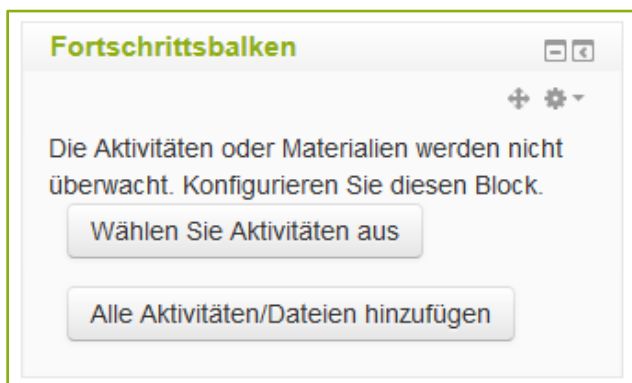 Fortschrittsbalken
Die Aktivitäten oder Materialien werden nicht
überwacht. Konfigurieren Sie diesen Block.
Wählen Sie Aktivitäten aus
Alle Aktivitäten/Dateien hinzufügen